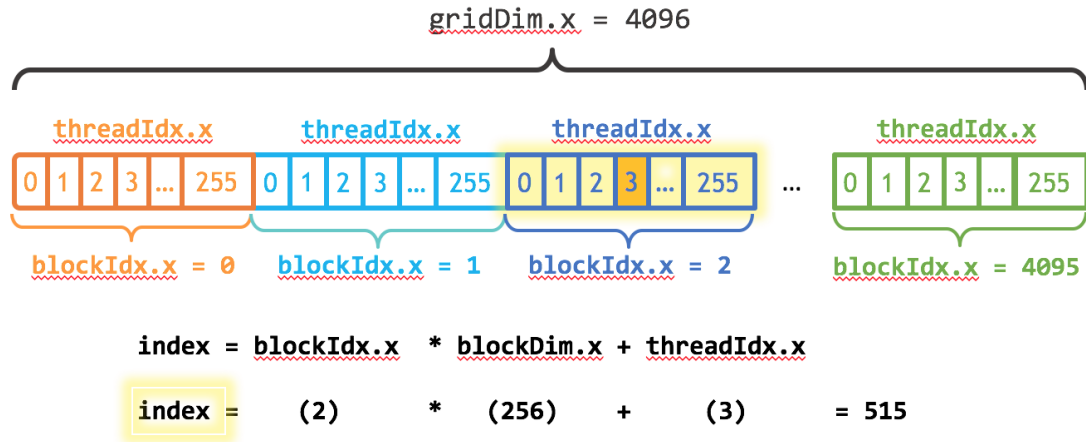 gridDim.x = 4096
threadIdx.x threadIdx.x threadIdx.x threadIdx.x
0 1 2 3 ... 255 0 1 2 3 ... 255 0 1 2 3 ... 255 ... 0 1 2 3 ... 255
blockIdx.x = 0 blockIdx.x = 1 blockIdx.x = 2 blockIdx.x = 4095
index = blockIdx.x * blockDim.x + threadIdx.x
index = (2) * (256) + (3) = 515